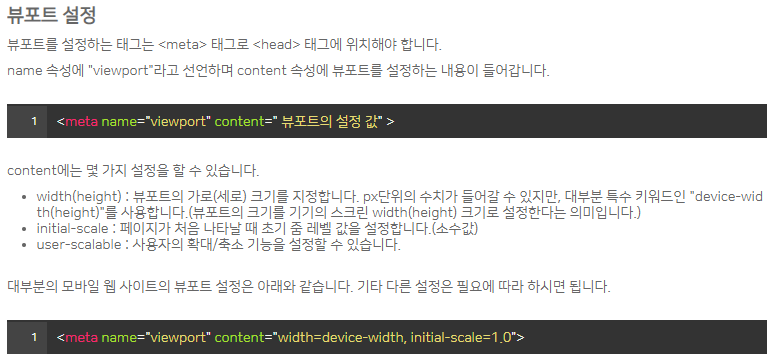 뷰포트 설정
뷰포트를 설정하는 태그는 <meta> 태그로 <head> 태그에 위치해야 합니다.
name 속성에 "viewport"라고 선언하며 content 속성에 뷰포트를 설정하는 내용이 들어갑니다.
1 <meta name="viewport" content=" 뷰포트의 설정 값" >
content에는 몇 가지 설정을 할 수 있습니다.
• width(height) : 뷰포트의 가로(세로) 크기를 지정합니다. px단위의 수치가 들어갈 수 있지만, 대부분 특수 키워드인 "device-wid
th(height)"를 사용합니다.(뷰포트의 크기를 기기의 스크린 width(height) 크기로 설정한다는 의미입니다.)
• initial-scale : 페이지가 처음 나타날 때 초기 줌 레벨 값을 설정합니다.(소수값)
• user-scalable : 사용자의 확대/축소 기능을 설정할 수 있습니다.
대부분의 모바일 웹 사이트의 뷰포트 설정은 아래와 같습니다. 기타 다른 설정은 필요에 따라 하시면 됩니다.
1 <meta name="viewport" content="width=device-width, initial-scale=1.0">